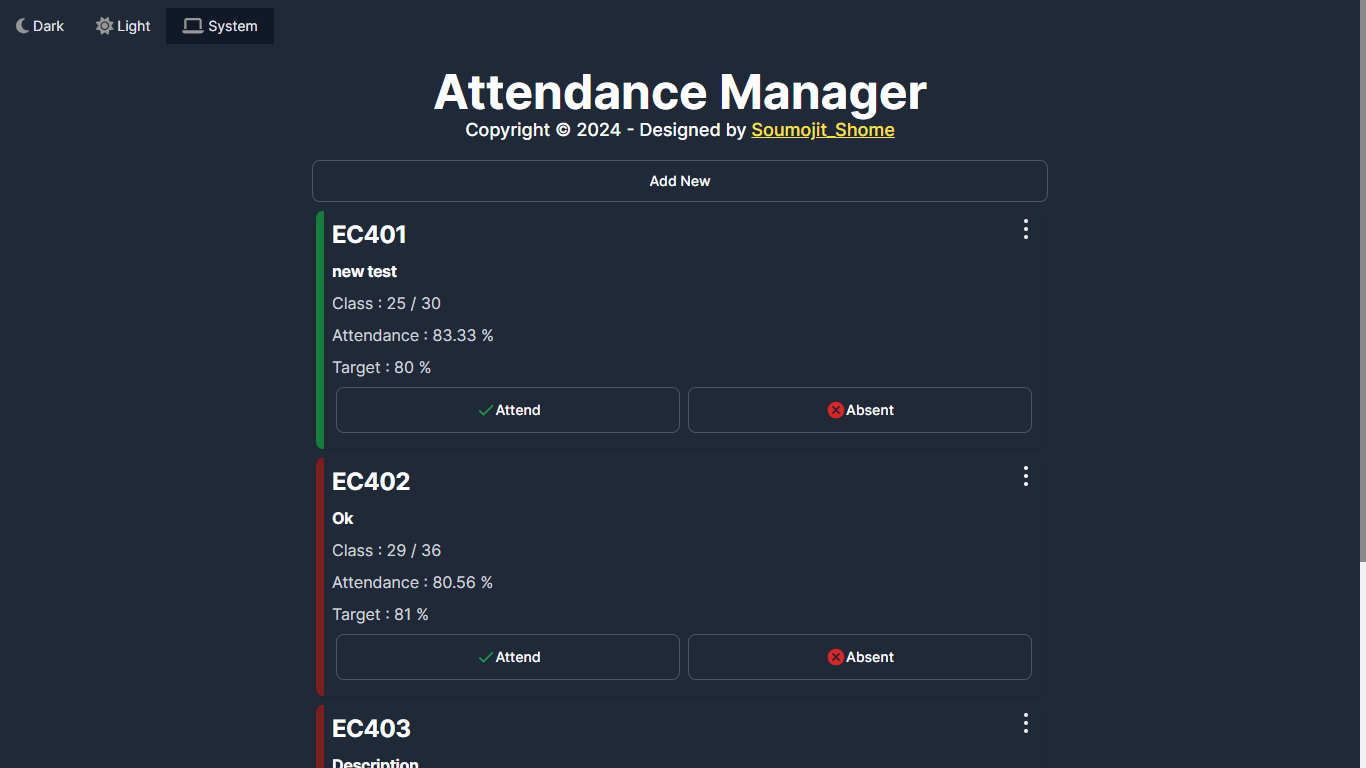 Dark Light System
Attendance Manager
Copyright © 2024 - Designed by Soumojit_Shome
Add New
EC401
new test
Class : 25 / 30
Attendance : 83.33 %
Target : 80 %
Attend Absent
EC402
Ok
Class : 29 / 36
Attendance : 80.56 %
Target : 81 %
Attend Absent
EC403
Description